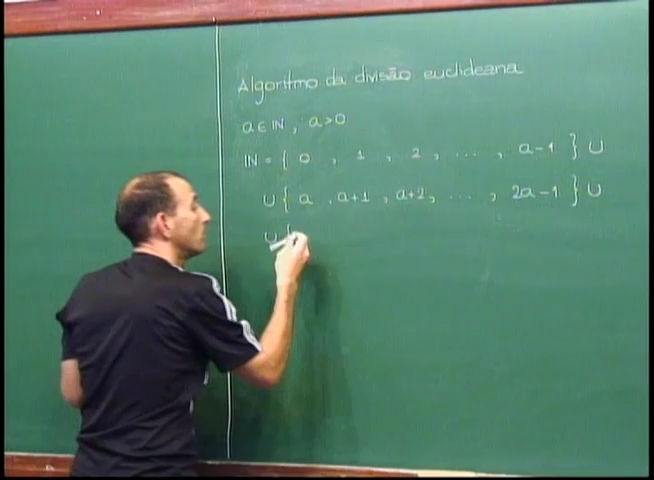 Algoritmo da divisão euclideana
a ∈ IN , a > 0
IN = { 0 , 1 , 2 , ... , a-1 } U
U { a , a+1 , a+2 , ... , 2a-1 } U
U {